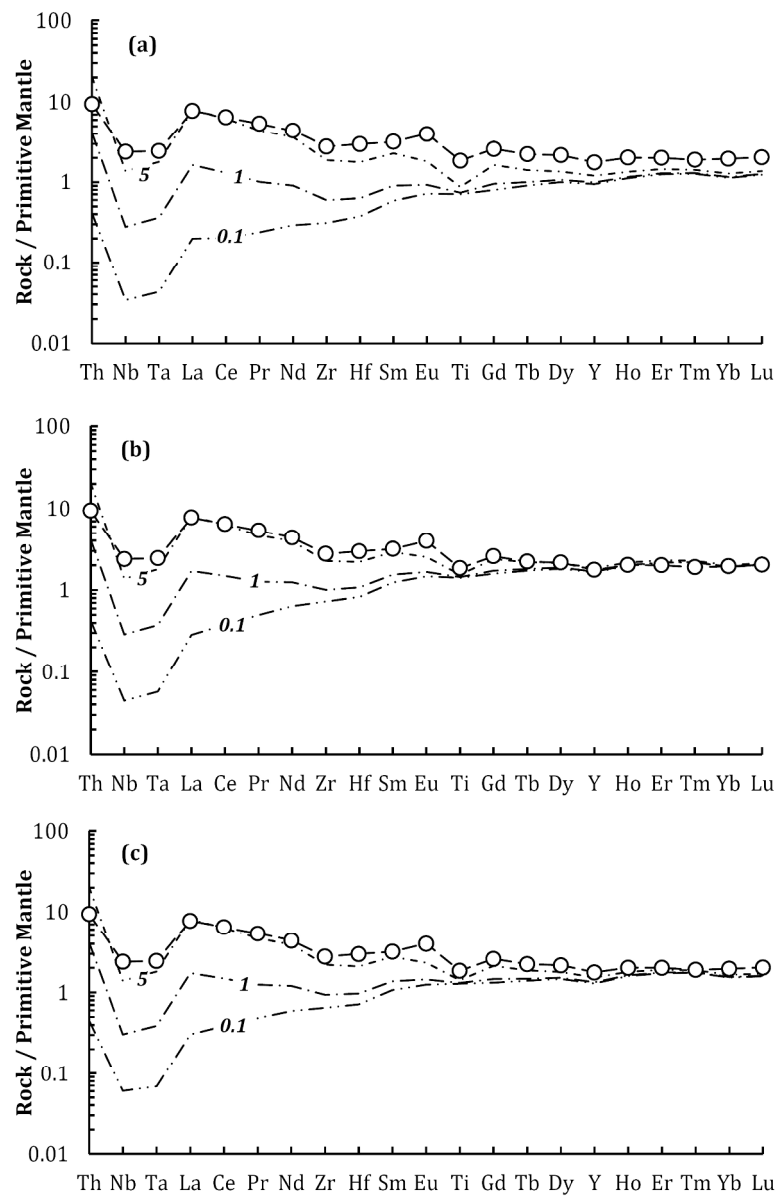 100
(a)
10
5
1
1
0.1
0.1
0.01
Rock / Primitive Mantle
Th Nb Ta La Ce Pr Nd Zr Hf Sm Eu Ti Gd Tb Dy Y Ho Er Tm Yb Lu
100
(b)
10
5
1
1
0.1
0.1
0.01
Rock / Primitive Mantle
Th Nb Ta La Ce Pr Nd Zr Hf Sm Eu Ti Gd Tb Dy Y Ho Er Tm Yb Lu
100
(c)
10
5
1
1
0.1
0.1
0.01
Rock / Primitive Mantle
Th Nb Ta La Ce Pr Nd Zr Hf Sm Eu Ti Gd Tb Dy Y Ho Er Tm Yb Lu